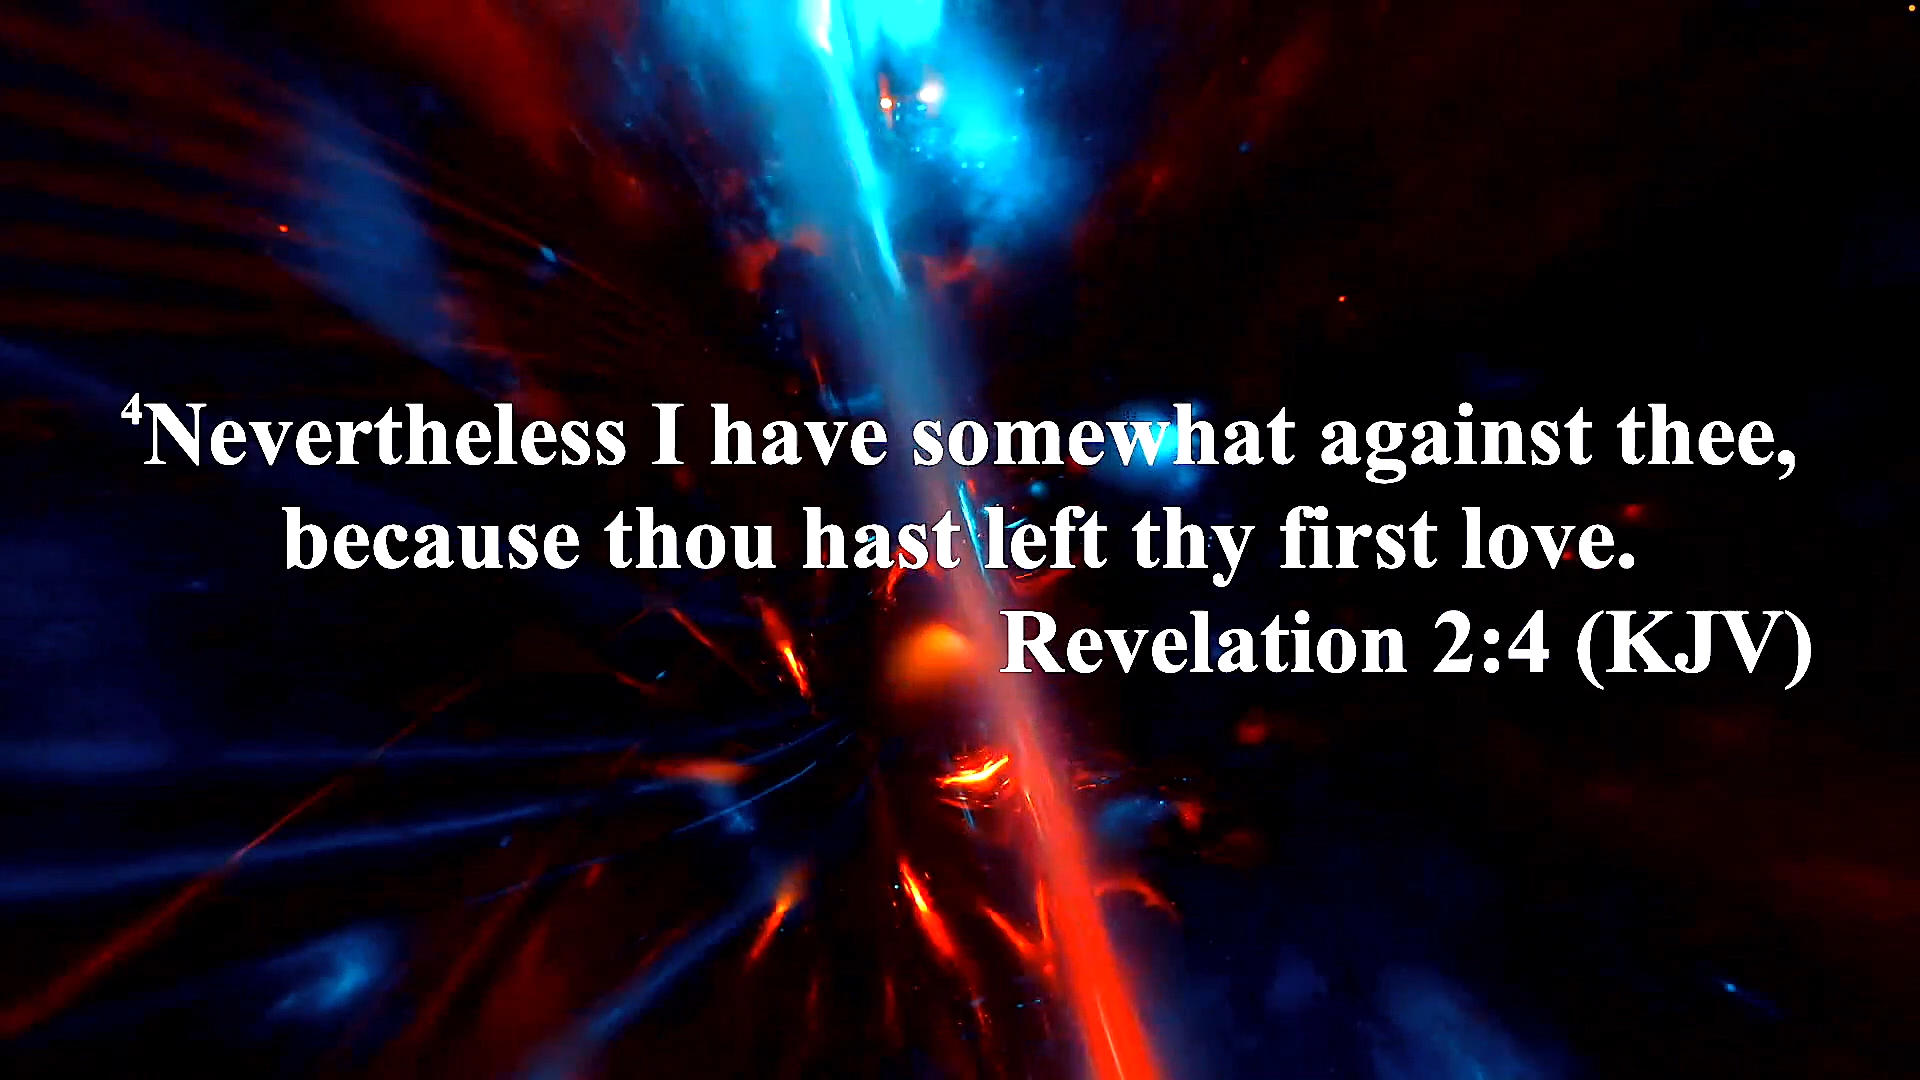 ⁴Nevertheless I have somewhat against thee,
because thou hast left thy first love.
Revelation 2:4 (KJV)